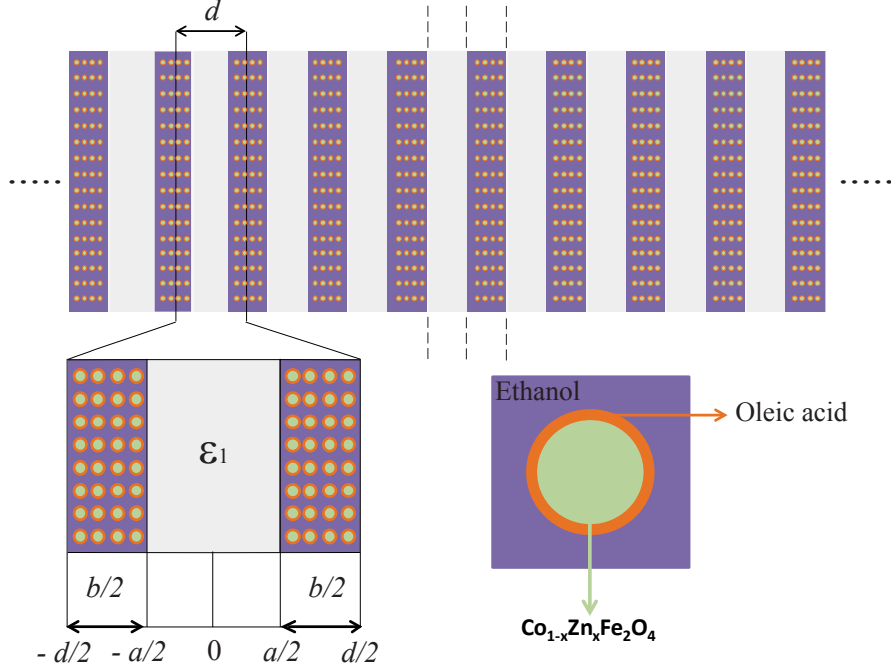 d
Ethanol
Oleic acid
ε₁
b/2
b/2
- d/2
- a/2
0
a/2
d/2
Co₁₋ₓZnₓFe₂O₄